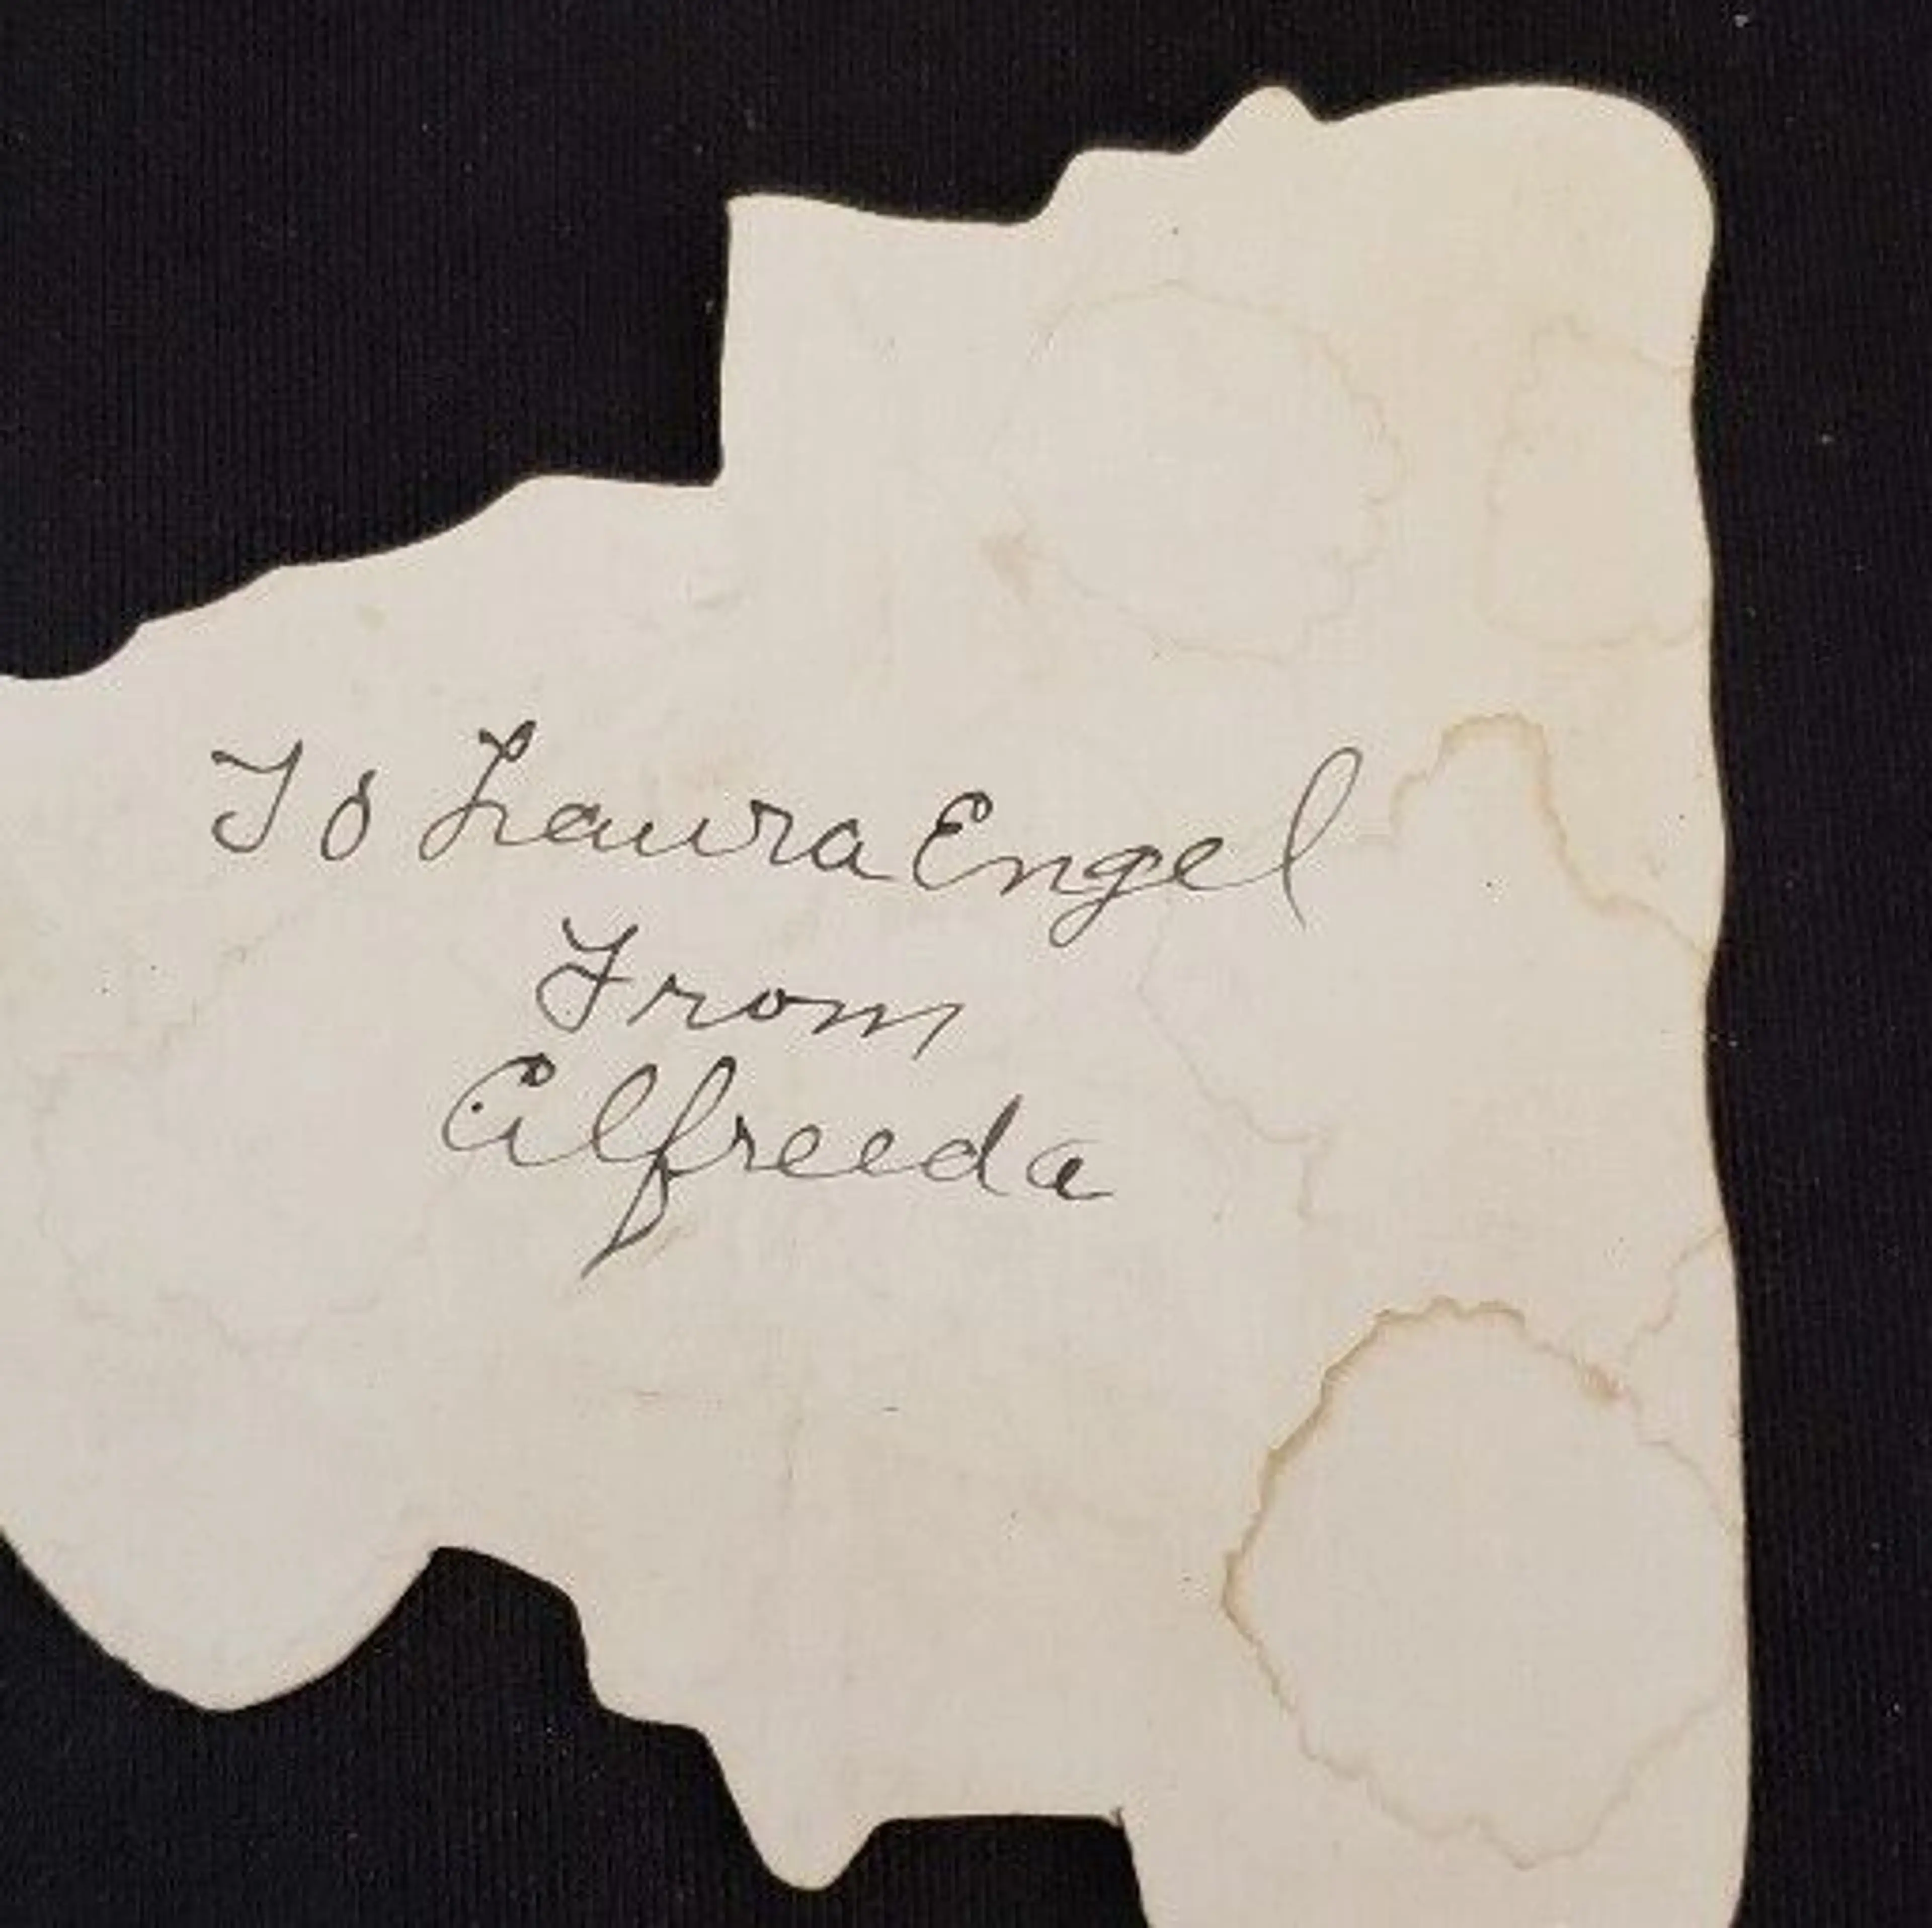 To Laura Engel
From
Alfreeda